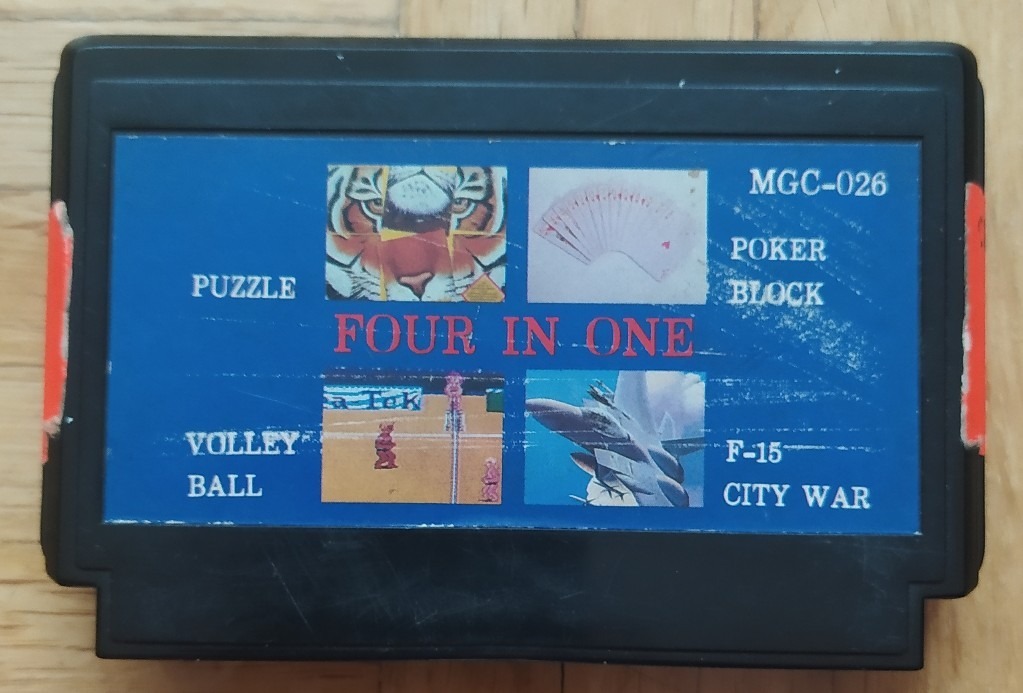 MGC-026
PUZZLE
POKER
BLOCK
FOUR IN ONE
VOLLEY
BALL
F-15
CITY WAR